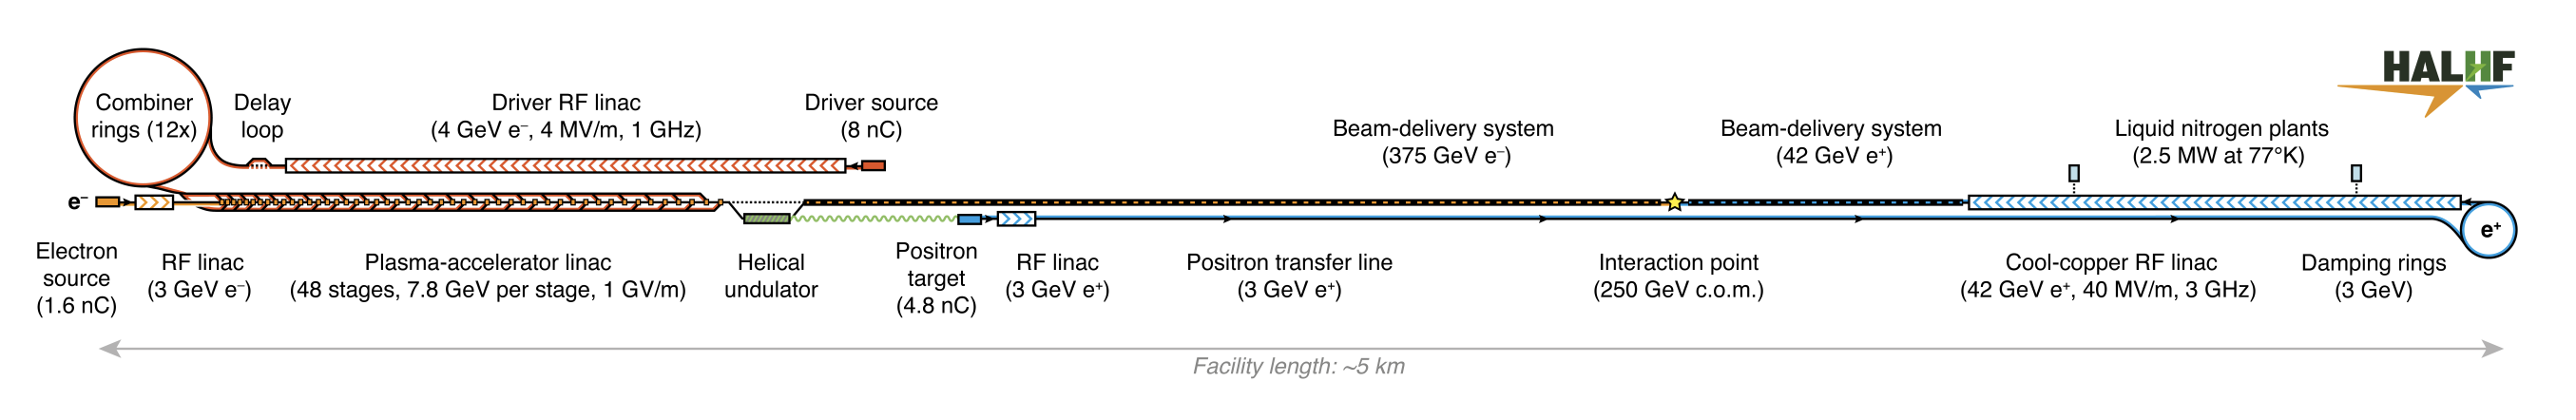 HALHF
Combiner
rings (12x)
Delay
loop
Driver RF linac
(4 GeV e⁻, 4 MV/m, 1 GHz)
Driver source
(8 nC)
Beam-delivery system
(375 GeV e⁻)
Beam-delivery system
(42 GeV e⁺)
Liquid nitrogen plants
(2.5 MW at 77°K)
e⁻
e⁺
Electron
source
(1.6 nC)
RF linac
(3 GeV e⁻)
Plasma-accelerator linac
(48 stages, 7.8 GeV per stage, 1 GV/m)
Helical
undulator
Positron
target
(4.8 nC)
RF linac
(3 GeV e⁺)
Positron transfer line
(3 GeV e⁺)
Interaction point
(250 GeV c.o.m.)
Cool-copper RF linac
(42 GeV e⁺, 40 MV/m, 3 GHz)
Damping rings
(3 GeV)
Facility length: ~5 km